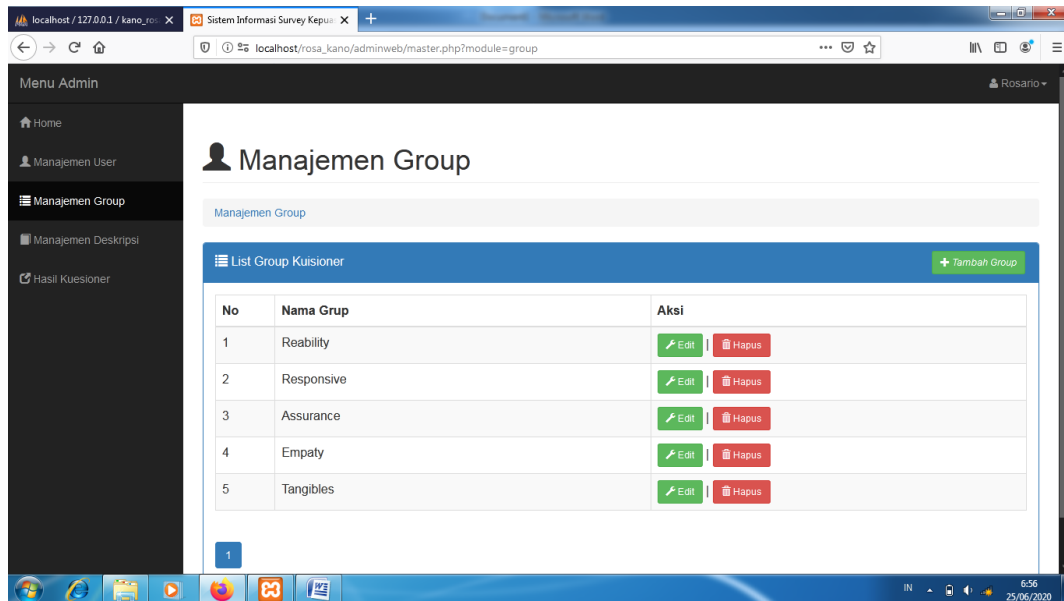 localhost / 127.0.0.1 / kano_ros
Sistem Informasi Survey Kepua
localhost/rosa_kano/adminweb/master.php?module=group
Menu Admin
Rosario
Home
Manajemen User
Manajemen Group
Manajemen Deskripsi
Hasil Kuesioner
Manajemen Group
Manajemen Group
List Group Kuisioner
Tambah Group
No Nama Grup Aksi
1 Reability Edit | Hapus
2 Responsive Edit | Hapus
3 Assurance Edit | Hapus
4 Empaty Edit | Hapus
5 Tangibles Edit | Hapus
1
IN
6:56
25/06/2020